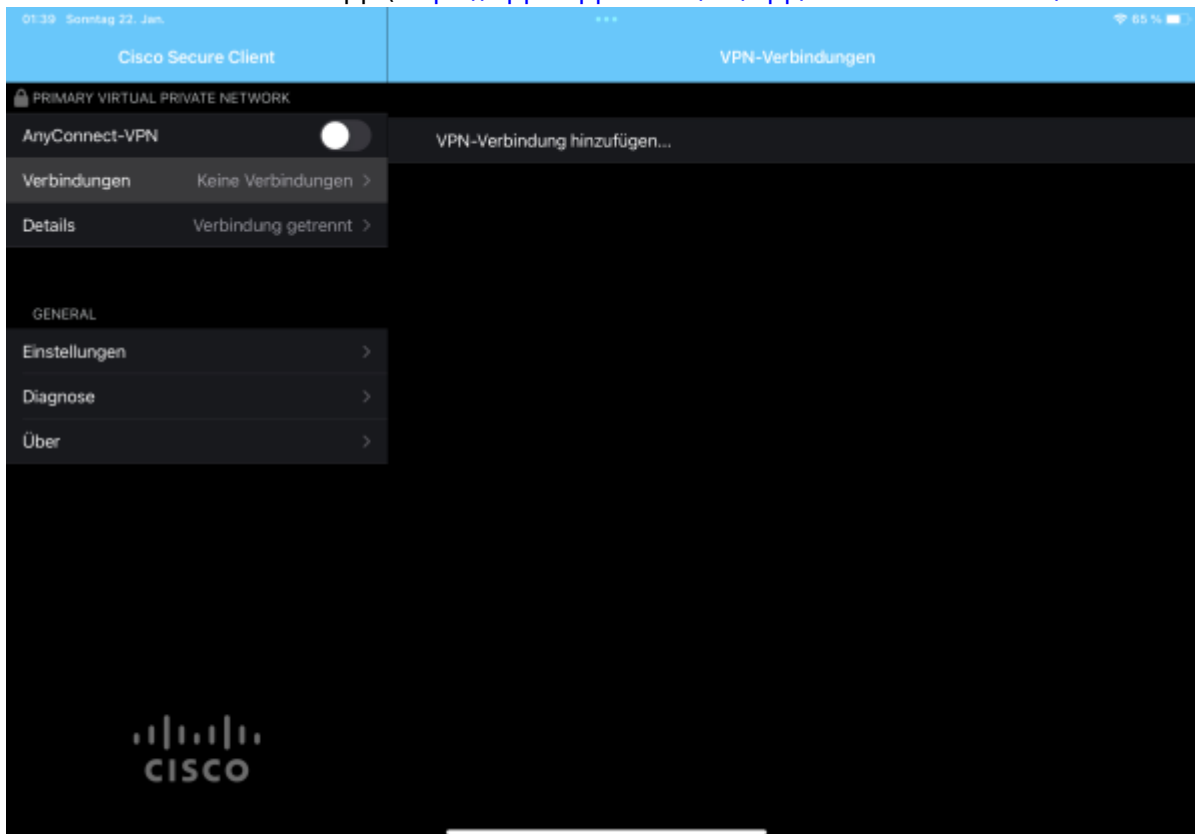 01:39 Sonntag 22. Jan.
65 %
Cisco Secure Client
VPN-Verbindungen
PRIMARY VIRTUAL PRIVATE NETWORK
AnyConnect-VPN
VPN-Verbindung hinzufügen...
Verbindungen Keine Verbindungen >
Details Verbindung getrennt >
GENERAL
Einstellungen >
Diagnose >
Über >
CISCO